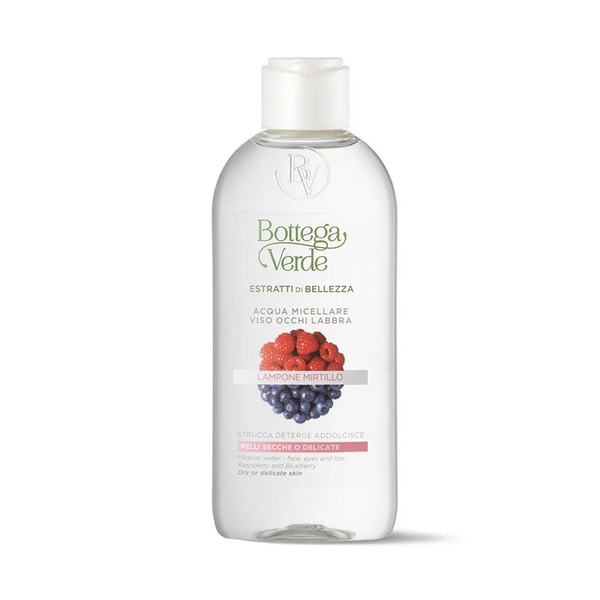 BV
Bottega
Verde
ESTRATTI DI BELLEZZA
ACQUA MICELLARE
VISO OCCHI LABBRA
LAMPONE MIRTILLO
STRUCCA DETERGE ADDOLCISCE
PELLI SECCHE O DELICATE
Micellar water - face, eyes and lips
Raspberry and Blueberry
Dry or delicate skin